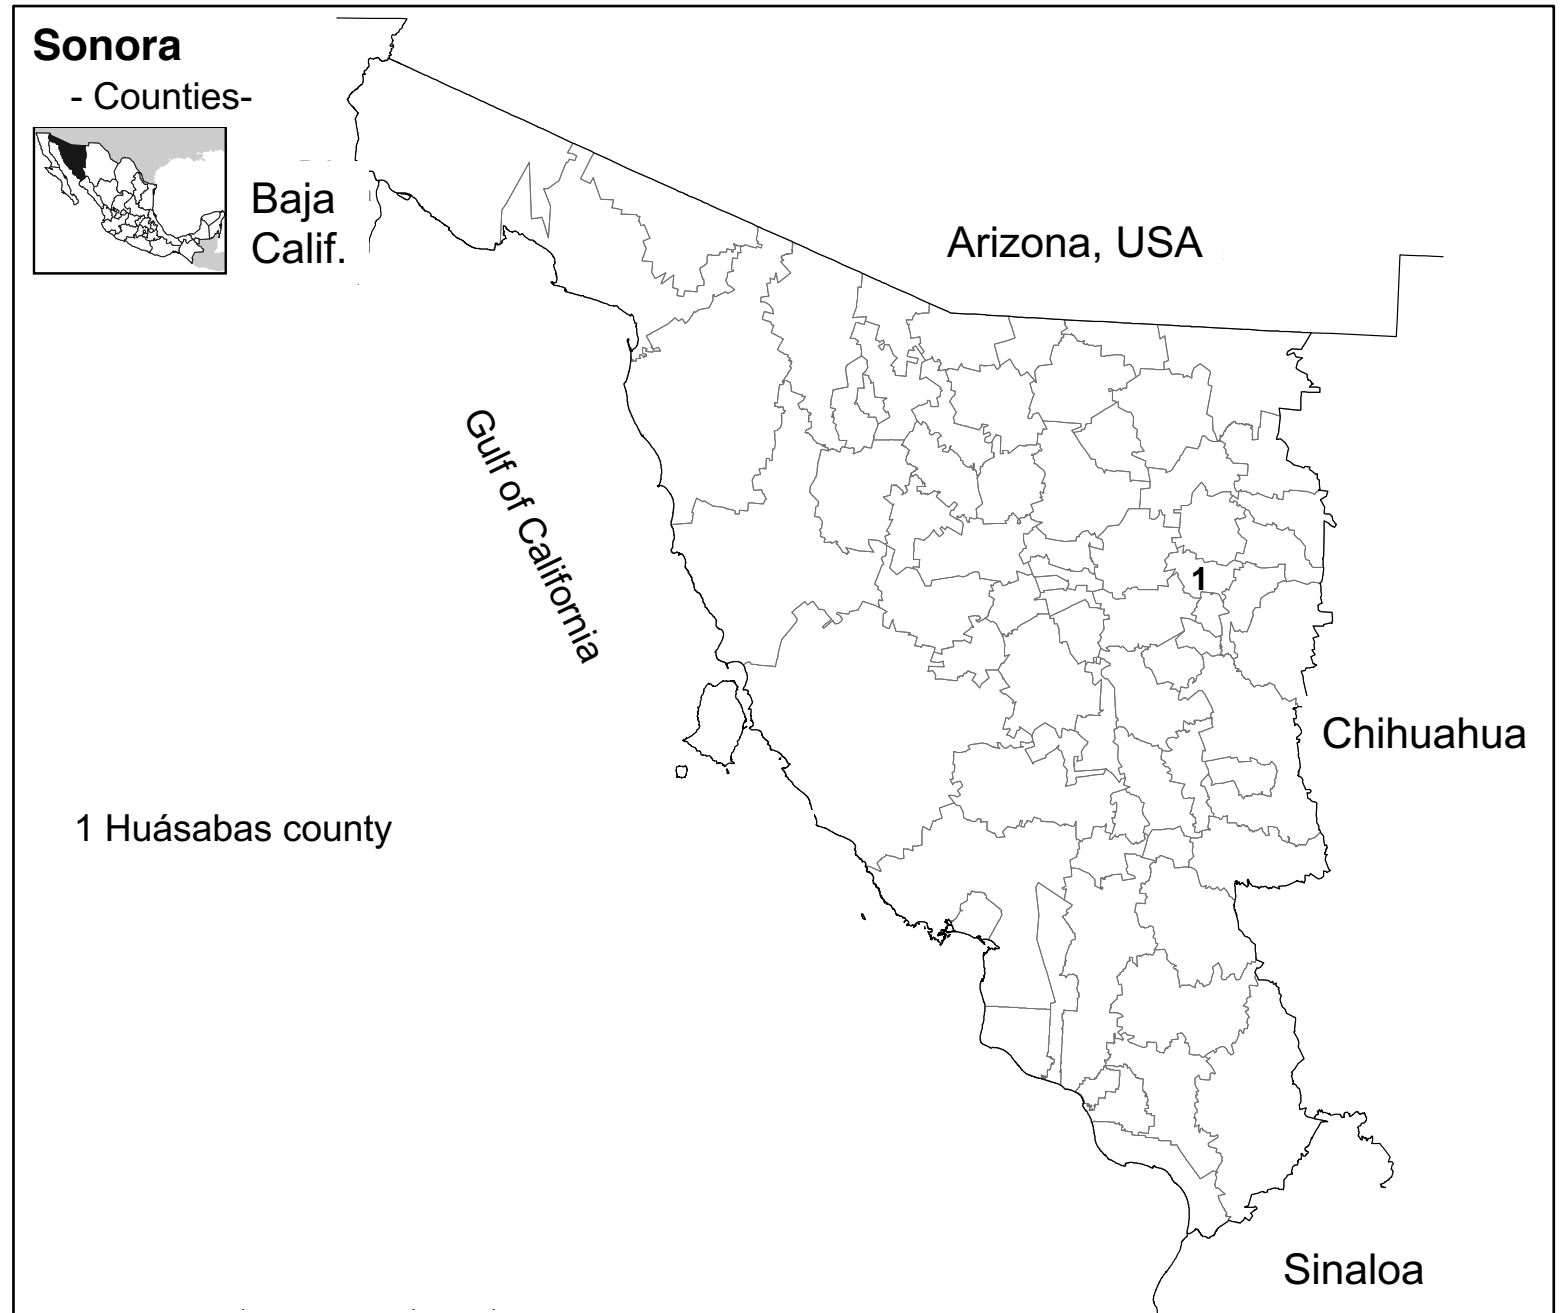 Sonora
- Counties-
Baja
Calif.
Arizona, USA
Gulf of California
1
Chihuahua
1 Huásabas county
Sinaloa